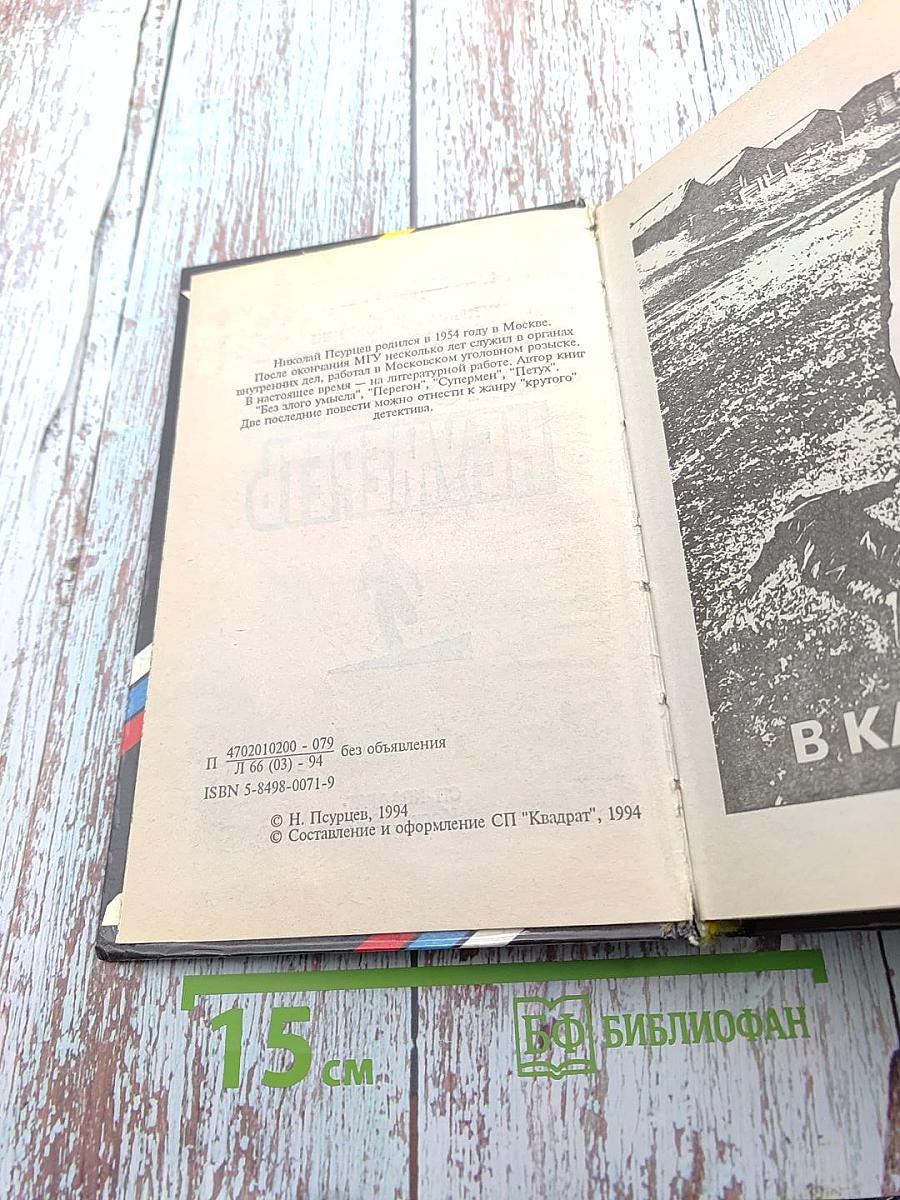 Николай Псурцев родился в 1954 году в Москве.
После окончания МГУ несколько лет служил в органах
внутренних дел, работал в Московском уголовном розыске.
В настоящее время — на литературной работе. Автор книг
"Без злого умысла", "Перегон", "Супермен", "Петух".
Две последние повести можно отнести к жанру "крутого"
детектива.
П 4702010200 - 079 без объявления
Л 66 (03) - 94
ISBN 5-8498-0071-9
© Н. Псурцев, 1994
© Составление и оформление СП "Квадрат", 1994
В КА
15 см
БФ БИБЛИОФАН